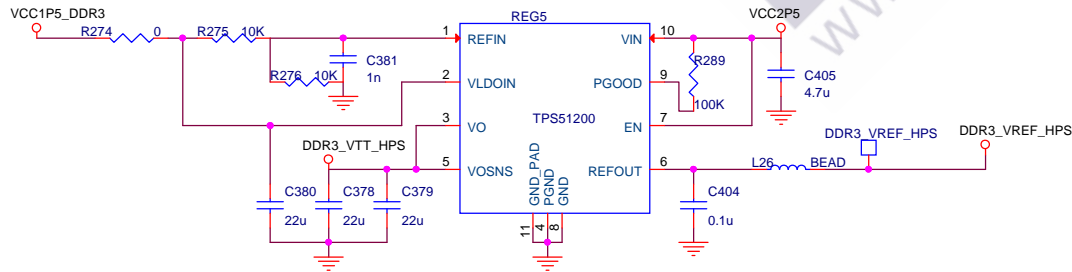 VCC1P5_DDR3
REG5
VCC2P5
R274 0
R275 10K
1
REFIN
VIN
10
R276 10K
C381
1n
R289
C405
4.7u
2
VLDOIN
PGOOD
9
100K
3
VO
TPS51200
EN
7
DDR3_VTT_HPS
DDR3_VREF_HPS
DDR3_VREF_HPS
5
VOSNS
GND_PAD
PGND
GND
REFOUT
6
L26 BEAD
C380
22u
C378
22u
C379
22u
C404
0.1u
11
4
8